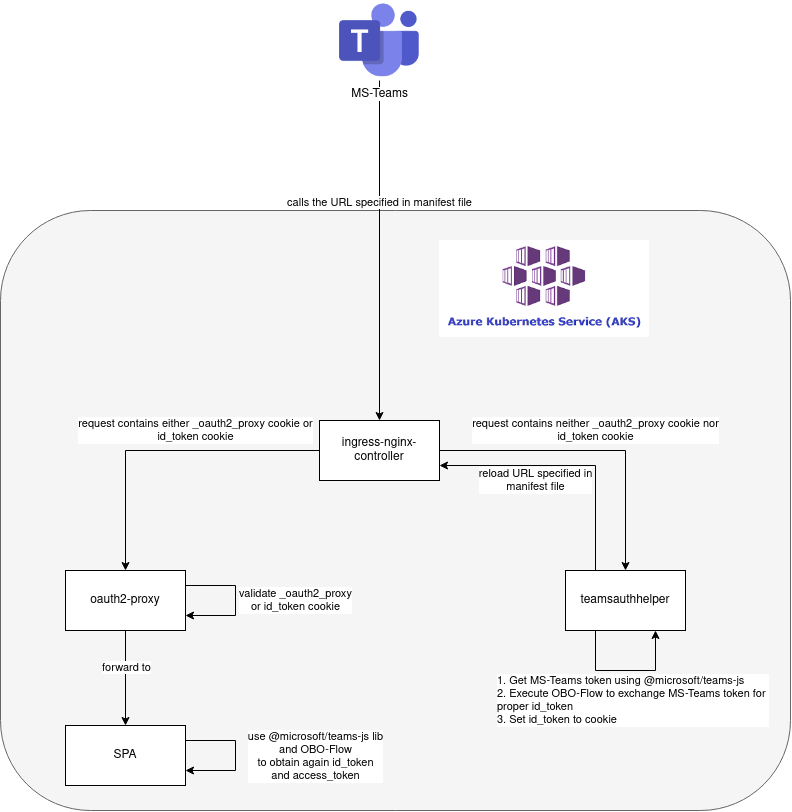 T
MS-Teams
calls the URL specified in manifest file
Azure Kubernetes Service (AKS)
request contains either _oauth2_proxy cookie or
id_token cookie
request contains neither _oauth2_proxy cookie nor
id_token cookie
ingress-nginx-
controller
reload URL specified in
manifest file
oauth2-proxy
validate _oauth2_proxy
or id_token cookie
teamsauthhelper
forward to
1. Get MS-Teams token using @microsoft/teams-js
2. Execute OBO-Flow to exchange MS-Teams token for
proper id_token
3. Set id_token to cookie
SPA
use @microsoft/teams-js lib
and OBO-Flow
to obtain again id_token
and access_token